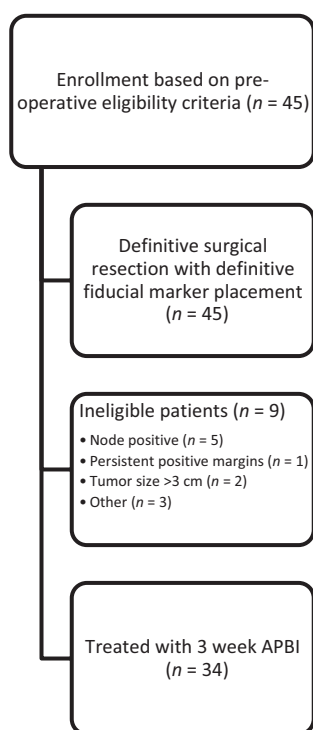 Enrollment based on pre-
operative eligibility criteria (n = 45)
Definitive surgical
resection with definitive
fiducial marker placement
(n = 45)
Ineligible patients (n = 9)
• Node positive (n = 5)
• Persistent positive margins (n = 1)
• Tumor size >3 cm (n = 2)
• Other (n = 3)
Treated with 3 week APBI
(n = 34)